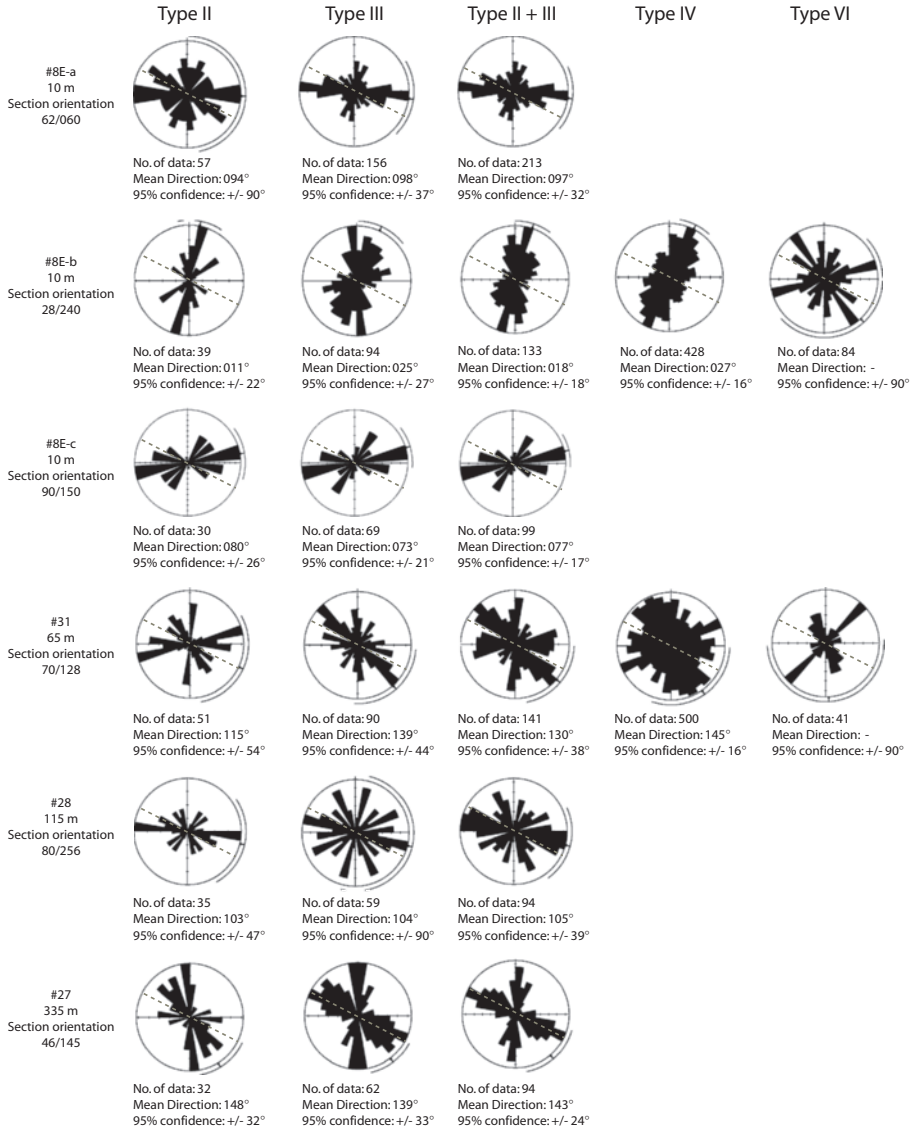 Type II
Type III
Type II + III
Type IV
Type VI
#8E-a
10 m
Section orientation
62/060
No. of data: 57
Mean Direction: 094°
95% confidence: +/- 90°
No. of data: 156
Mean Direction: 098°
95% confidence: +/- 37°
No. of data: 213
Mean Direction: 097°
95% confidence: +/- 32°
#8E-b
10 m
Section orientation
28/240
No. of data: 39
Mean Direction: 011°
95% confidence: +/- 22°
No. of data: 94
Mean Direction: 025°
95% confidence: +/- 27°
No. of data: 133
Mean Direction: 018°
95% confidence: +/- 18°
No. of data: 428
Mean Direction: 027°
95% confidence: +/- 16°
No. of data: 84
Mean Direction: -
95% confidence: +/- 90°
#8E-c
10 m
Section orientation
90/150
No. of data: 30
Mean Direction: 080°
95% confidence: +/- 26°
No. of data: 69
Mean Direction: 073°
95% confidence: +/- 21°
No. of data: 99
Mean Direction: 077°
95% confidence: +/- 17°
#31
65 m
Section orientation
70/128
No. of data: 51
Mean Direction: 115°
95% confidence: +/- 54°
No. of data: 90
Mean Direction: 139°
95% confidence: +/- 44°
No. of data: 141
Mean Direction: 130°
95% confidence: +/- 38°
No. of data: 500
Mean Direction: 145°
95% confidence: +/- 16°
No. of data: 41
Mean Direction: -
95% confidence: +/- 90°
#28
115 m
Section orientation
80/256
No. of data: 35
Mean Direction: 103°
95% confidence: +/- 47°
No. of data: 59
Mean Direction: 104°
95% confidence: +/- 90°
No. of data: 94
Mean Direction: 105°
95% confidence: +/- 39°
#27
335 m
Section orientation
46/145
No. of data: 32
Mean Direction: 148°
95% confidence: +/- 32°
No. of data: 62
Mean Direction: 139°
95% confidence: +/- 33°
No. of data: 94
Mean Direction: 143°
95% confidence: +/- 24°